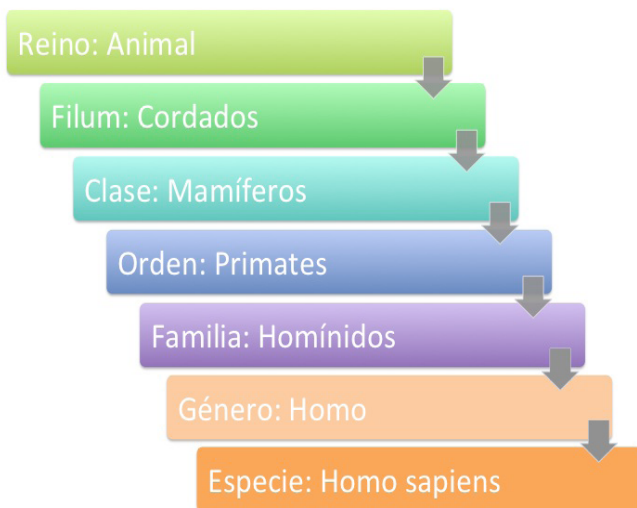 Reino: Animal
Filum: Cordados
Clase: Mamíferos
Orden: Primates
Familia: Homínidos
Género: Homo
Especie: Homo sapiens